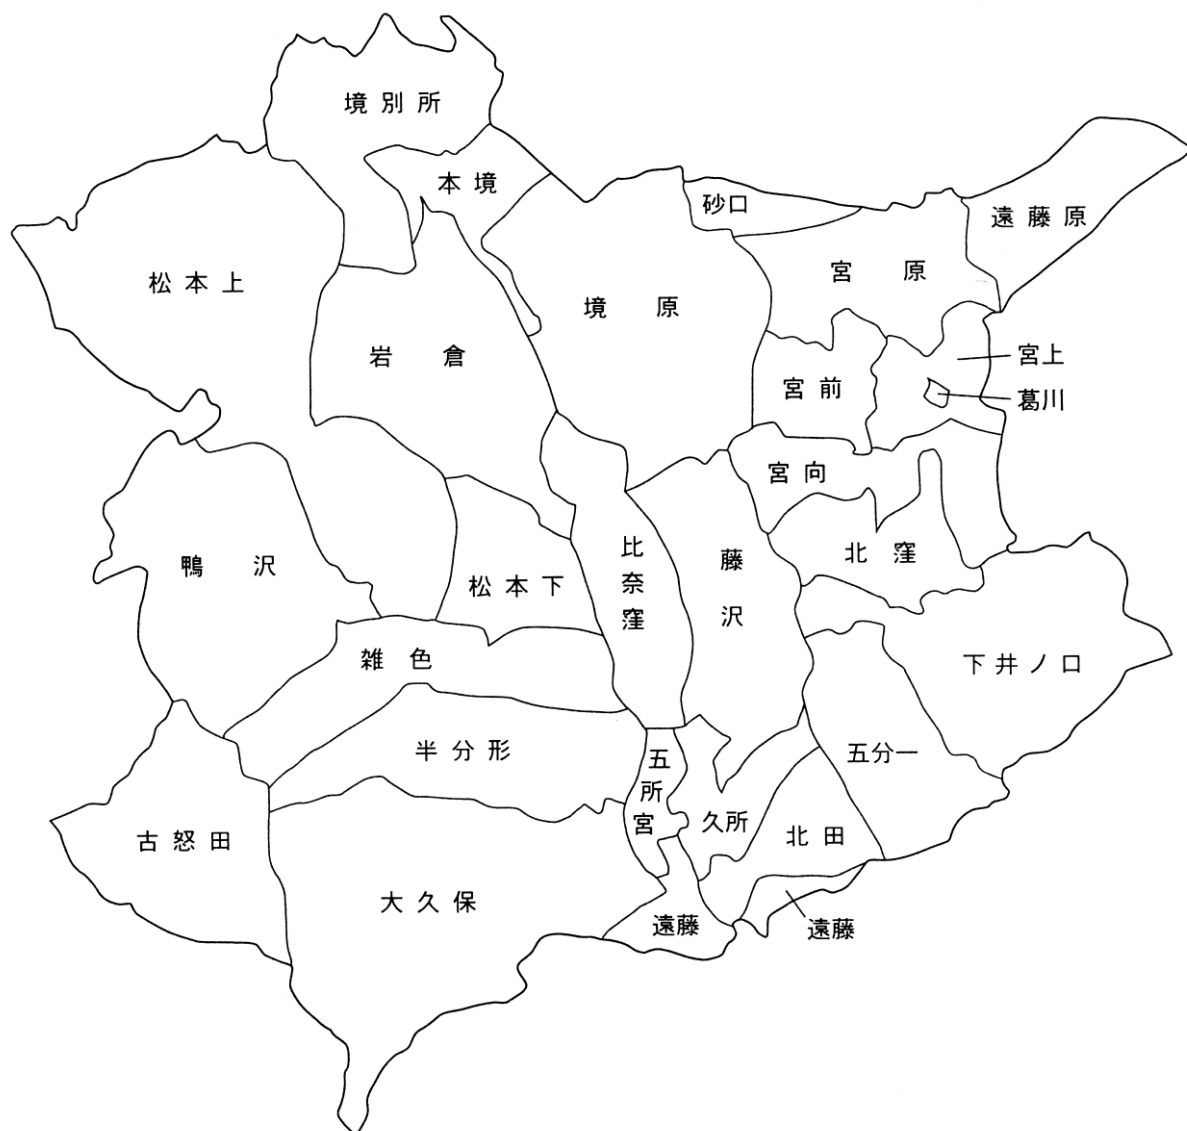 境別所
本境
砂口
遠藤原
松本上
宮原
境原
岩倉
宮上
宮前
葛川
宮向
比奈窪
藤沢
北窪
鴨沢
松本下
雑色
下井ノ口
半分形
五所宮
五分一
久所
北田
古怒田
大久保
遠藤
遠藤